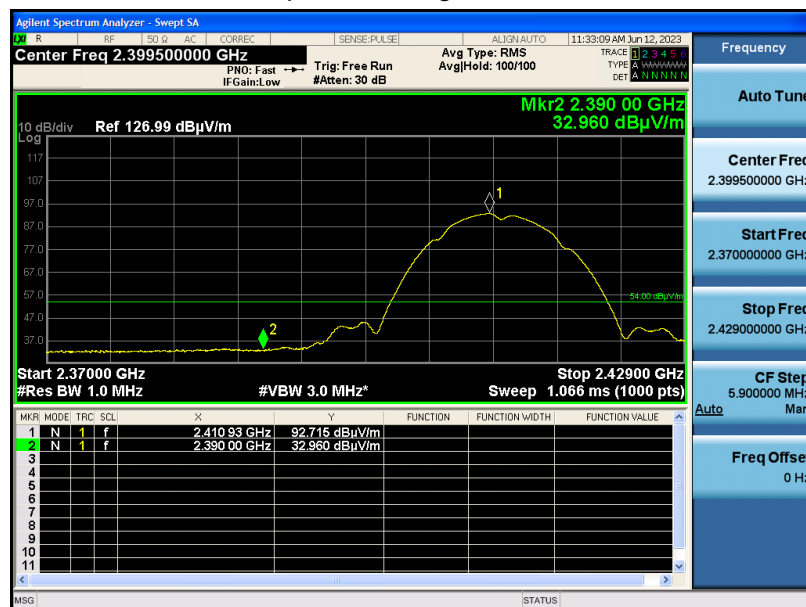 Agilent Spectrum Analyzer - Swept SA
LXI R RF 50 Ω AC CORREC SENSE:PULSE ALIGN AUTO 11:33:09 AM Jun 12, 2023
Center Freq 2.399500000 GHz
PNO: Fast
IFGain:Low
Trig: Free Run
#Atten: 30 dB
Avg Type: RMS
Avg|Hold: 100/100
TRACE 1 2 3 4 5 6
TYPE A WWWWW
DET A N N N N N
Mkr2 2.390 00 GHz
32.960 dBµV/m
10 dB/div Ref 126.99 dBµV/m
Log
117
107
97.0
87.0
77.0
67.0
57.0
47.0
37.0
1
2
54.00 dBµV/m
Start 2.37000 GHz Stop 2.42900 GHz
#Res BW 1.0 MHz #VBW 3.0 MHz* Sweep 1.066 ms (1000 pts)
MKR MODE TRC SCL X Y FUNCTION FUNCTION WIDTH FUNCTION VALUE
1 N 1 f 2.410 93 GHz 92.715 dBµV/m
2 N 1 f 2.390 00 GHz 32.960 dBµV/m
3
4
5
6
7
8
9
10
11
MSG STATUS
Frequency
Auto Tune
Center Freq
2.399500000 GHz
Start Freq
2.370000000 GHz
Stop Freq
2.429000000 GHz
CF Step
5.900000 MHz
Auto Man
Freq Offset
0 Hz